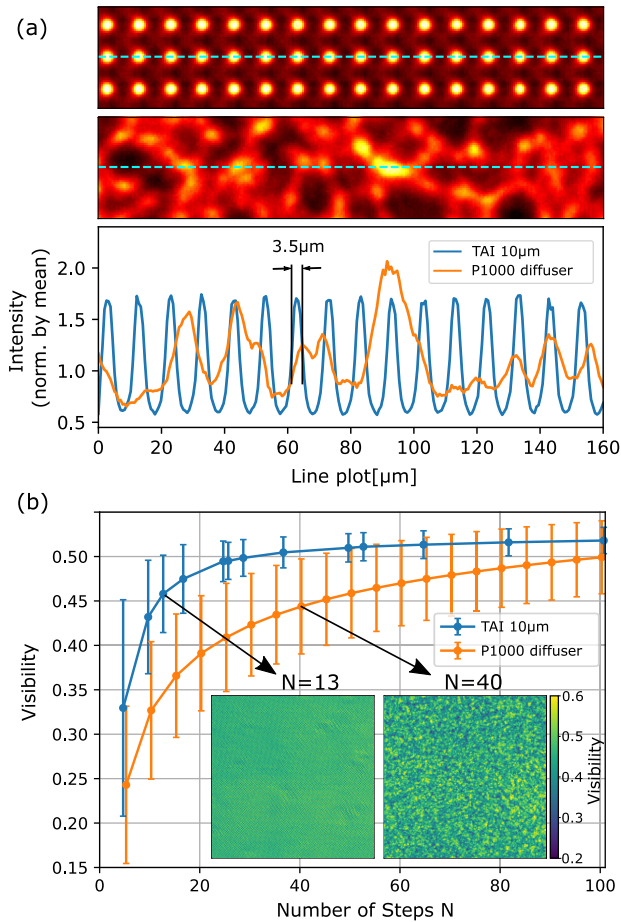 (a)
3.5μm
TAI 10μm
P1000 diffuser
Intensity
(norm. by mean)
2.0
1.5
1.0
0.5
0 20 40 60 80 100 120 140 160
Line plot[μm]
(b)
Visibility
0.50
0.45
0.40
0.35
0.30
0.25
0.20
0.15
TAI 10μm
P1000 diffuser
N=13
N=40
0.6
0.5
0.4
0.3
0.2
Visibility
0 20 40 60 80 100
Number of Steps N